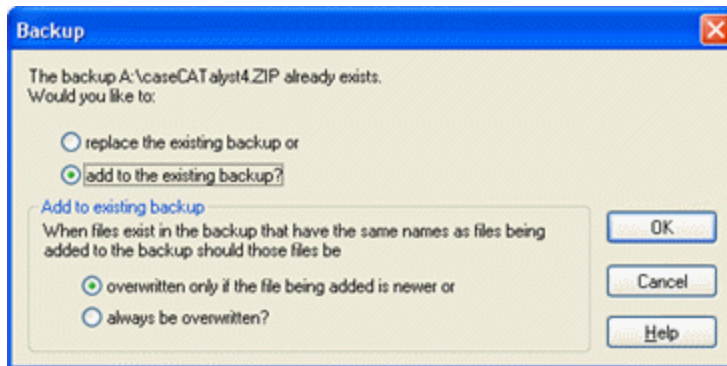 Backup
The backup A:\caseCATalyst4.ZIP already exists.
Would you like to:
replace the existing backup or
add to the existing backup?
Add to existing backup
When files exist in the backup that have the same names as files being
added to the backup should those files be
overwritten only if the file being added is newer or
always be overwritten?
OK
Cancel
Help